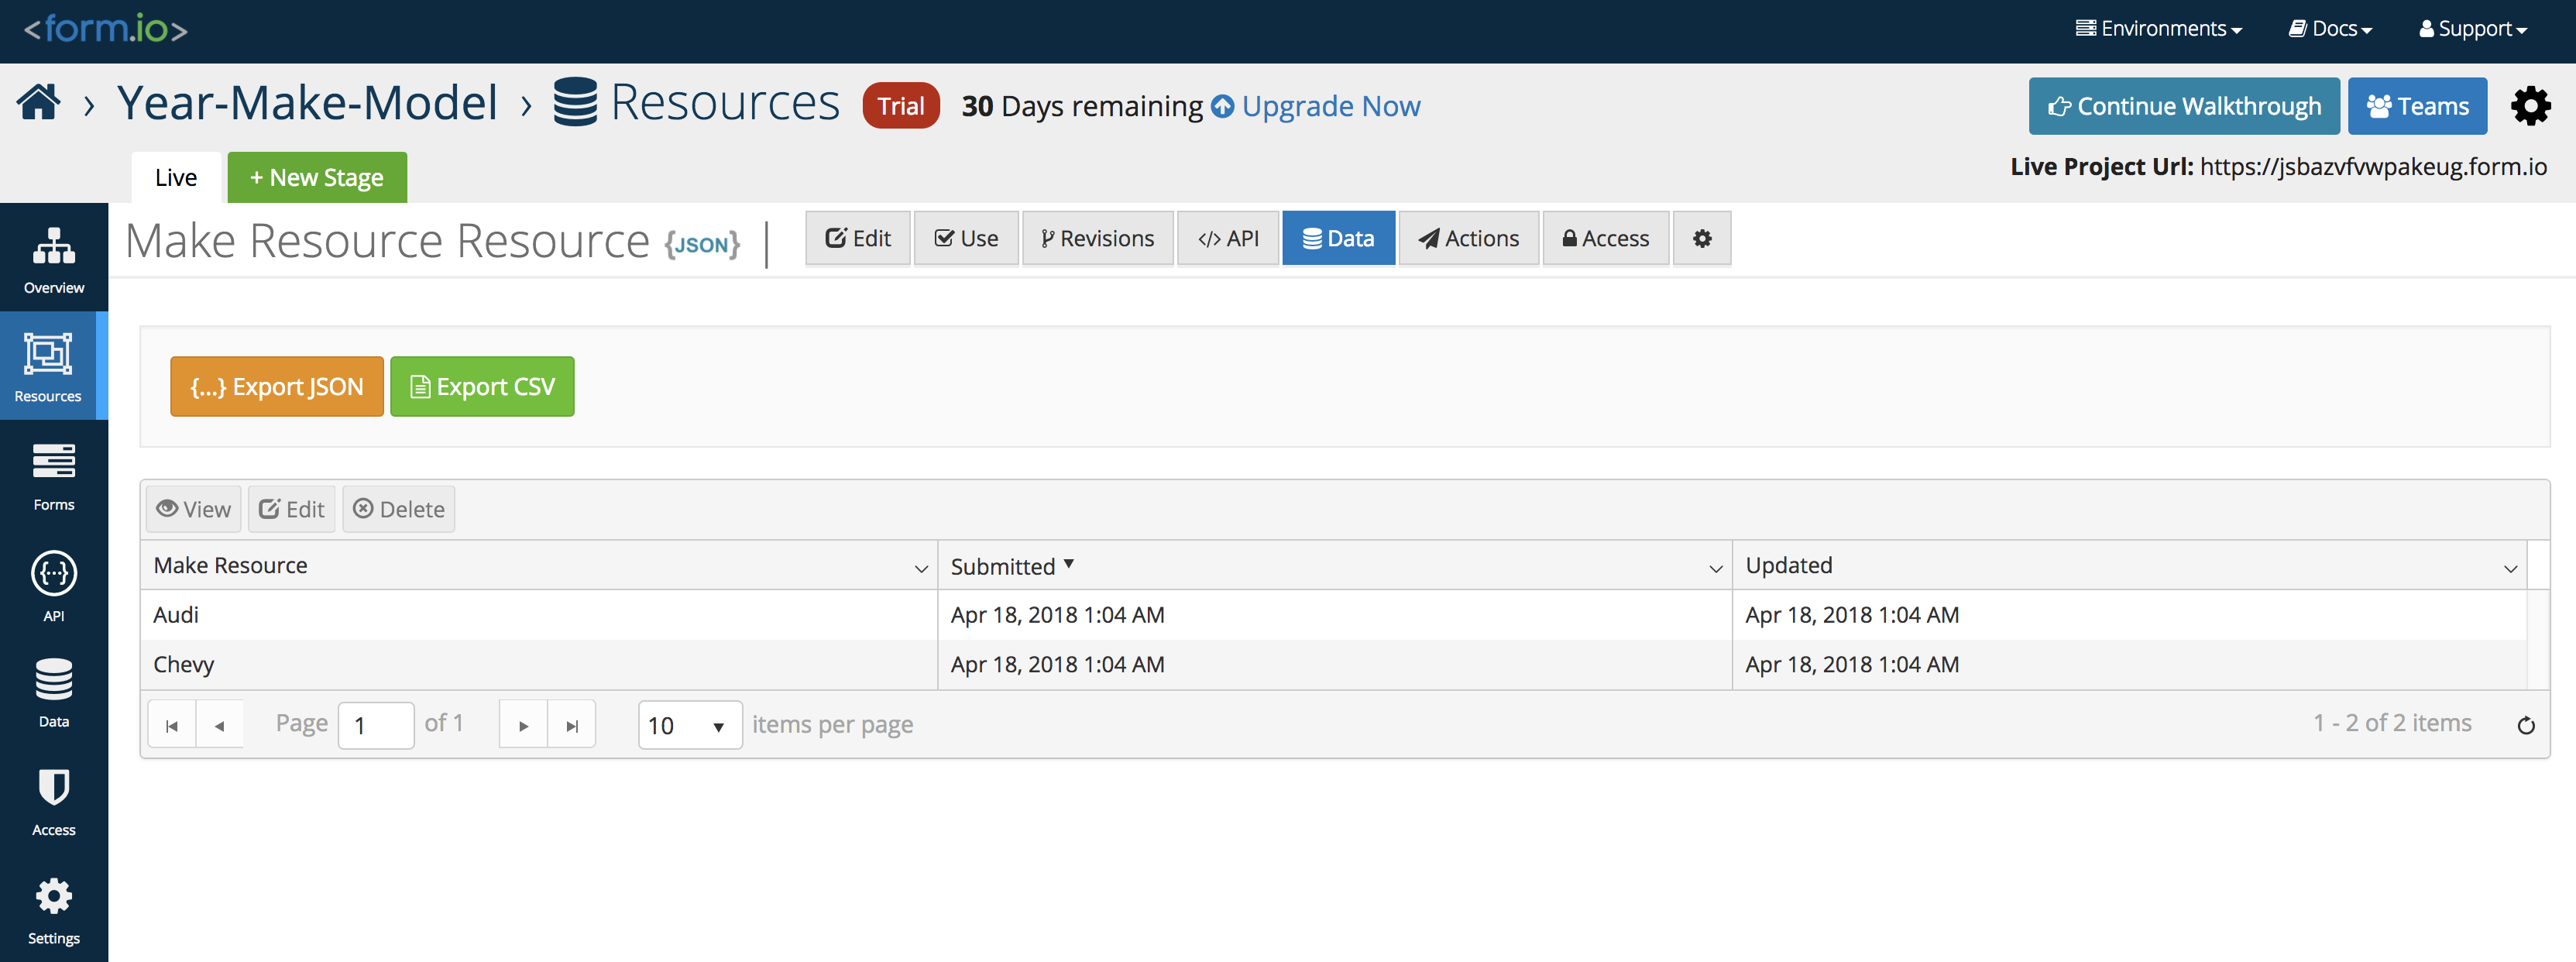 <form.io>
Environments
Docs
Support
Year-Make-Model
Resources
Trial
30 Days remaining
Upgrade Now
Continue Walkthrough
Teams
Live
+ New Stage
Live Project Url: https://jsbazvfvwpakeug.form.io
Make Resource Resource {JSON}
Edit
Use
Revisions
</> API
Data
Actions
Access
Overview
Resources
Forms
API
Data
Access
Settings
{...} Export JSON
Export CSV
View
Edit
Delete
Make Resource
Submitted
Updated
Audi
Apr 18, 2018 1:04 AM
Apr 18, 2018 1:04 AM
Chevy
Apr 18, 2018 1:04 AM
Apr 18, 2018 1:04 AM
Page 1 of 1
10 items per page
1 - 2 of 2 items